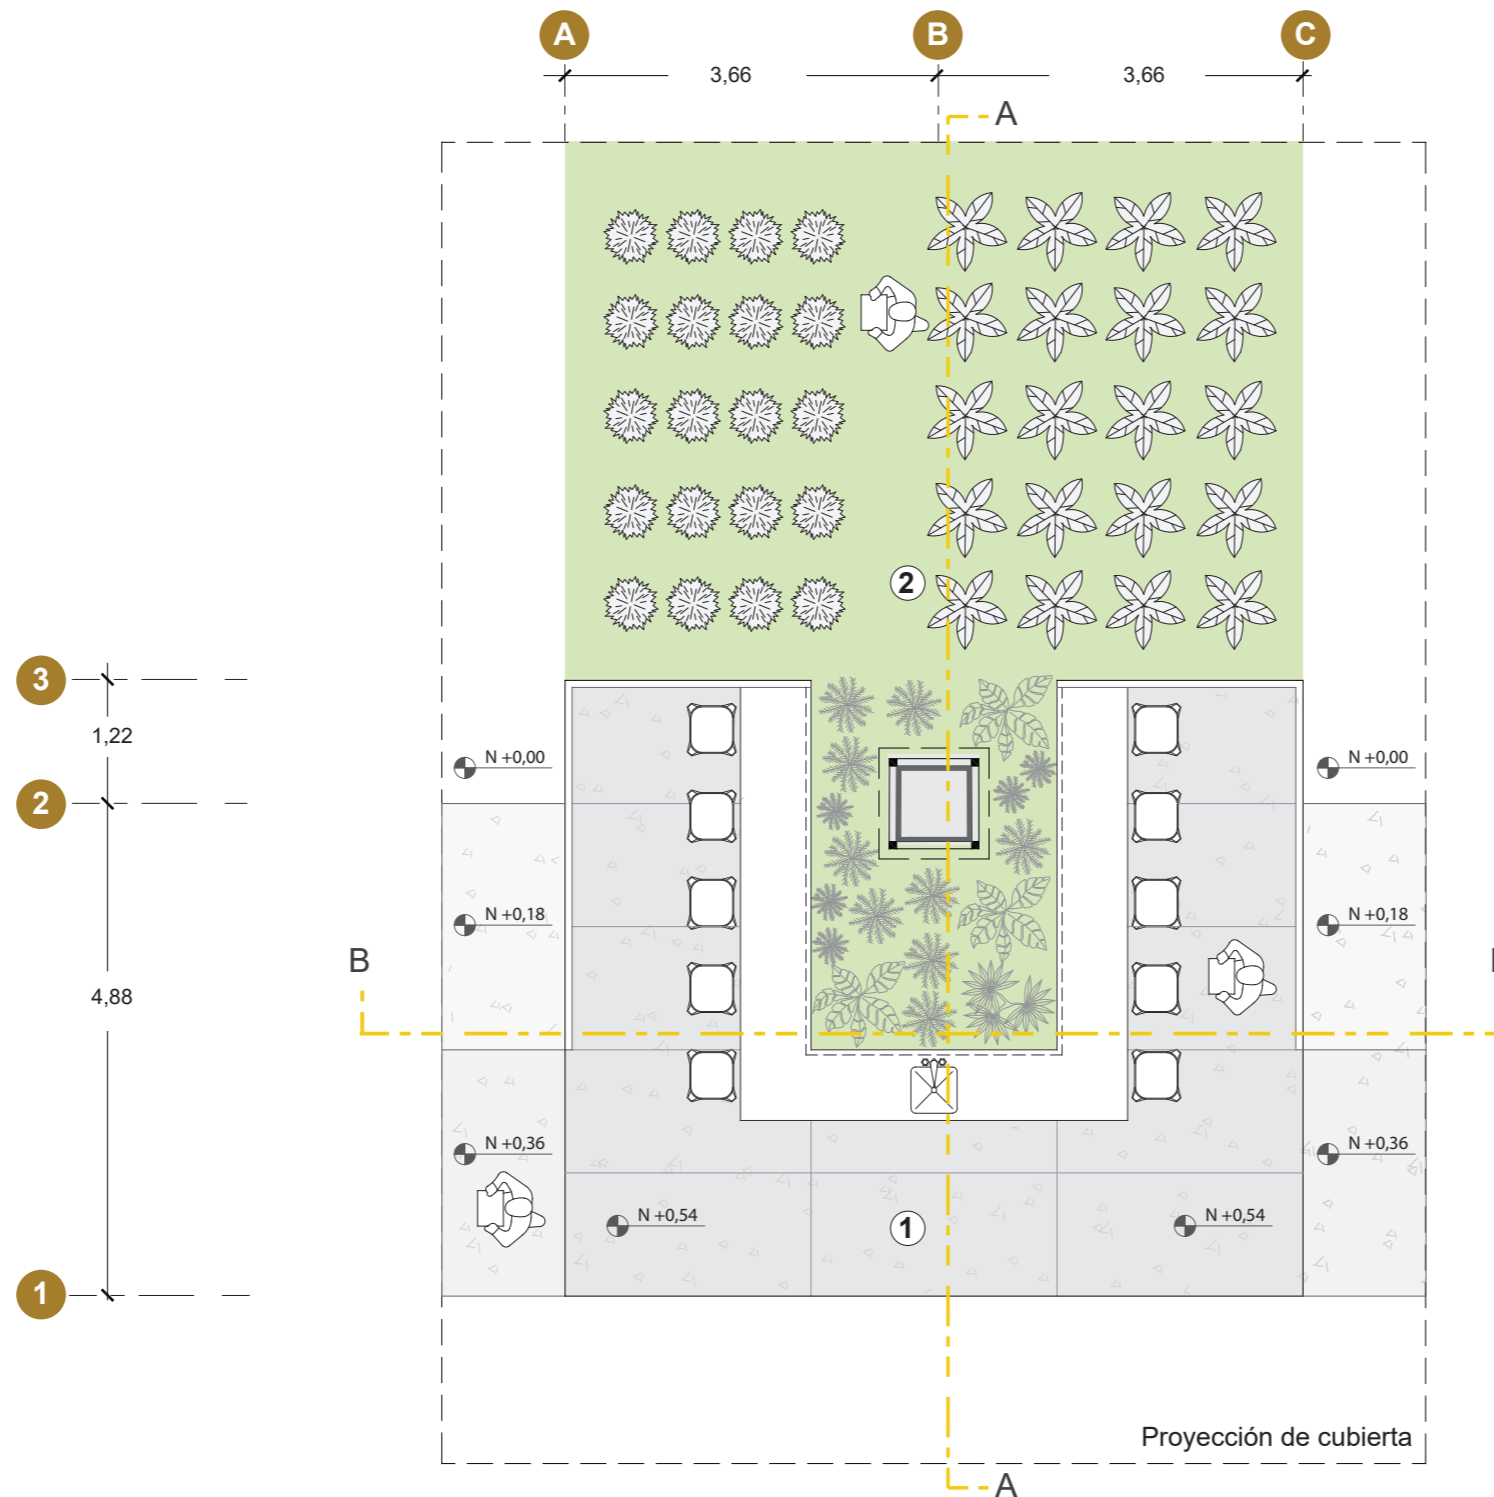 A
B
C
3,66
3,66
A
2
3
1,22
N +0,00
N +0,00
2
N +0,18
N +0,18
B
4,88
N +0,36
N +0,36
N +0,54
1
N +0,54
1
Proyección de cubierta
A